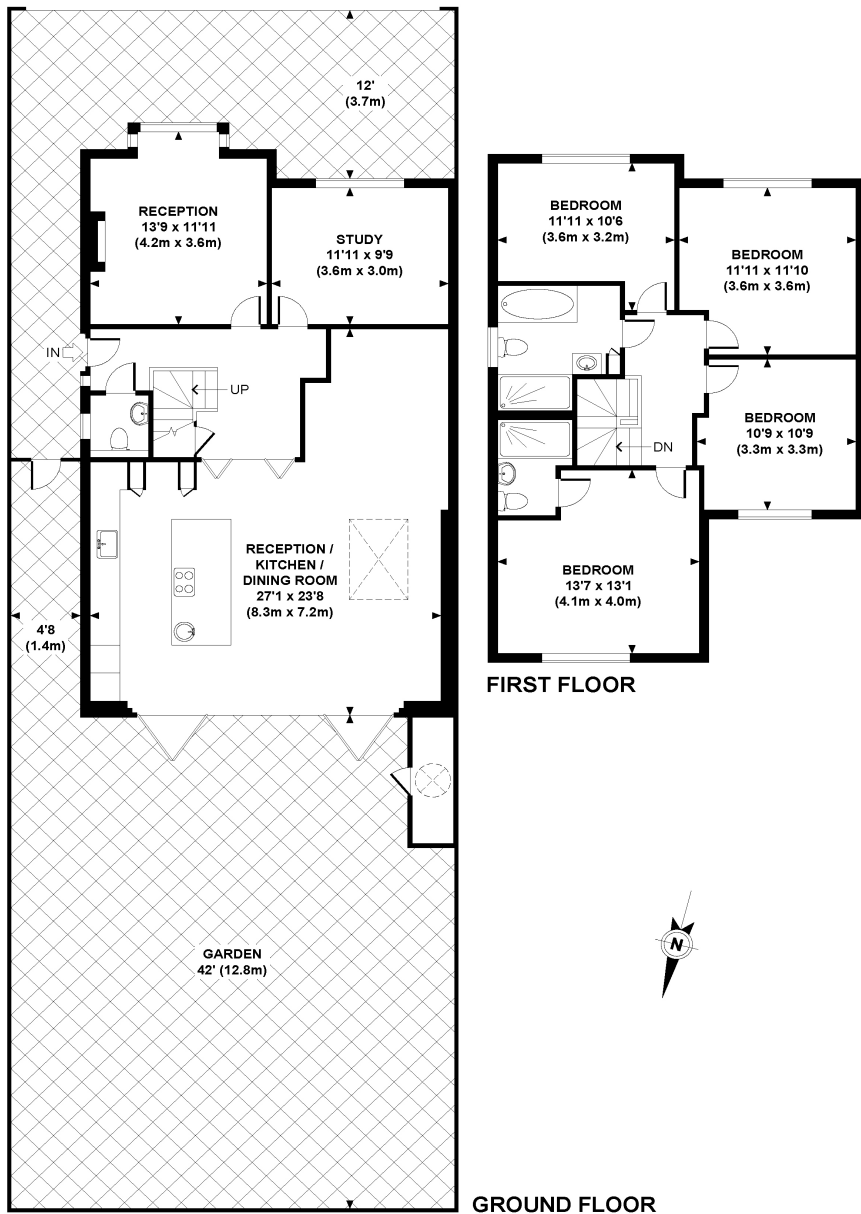 12'
(3.7m)
RECEPTION
13'9 x 11'11
(4.2m x 3.6m)
STUDY
11'11 x 9'9
(3.6m x 3.0m)
IN
UP
RECEPTION /
KITCHEN /
DINING ROOM
27'1 x 23'8
(8.3m x 7.2m)
4'8
(1.4m)
GARDEN
42' (12.8m)
GROUND FLOOR
BEDROOM
11'11 x 10'6
(3.6m x 3.2m)
BEDROOM
11'11 x 11'10
(3.6m x 3.6m)
BEDROOM
10'9 x 10'9
(3.3m x 3.3m)
DN
BEDROOM
13'7 x 13'1
(4.1m x 4.0m)
FIRST FLOOR
N